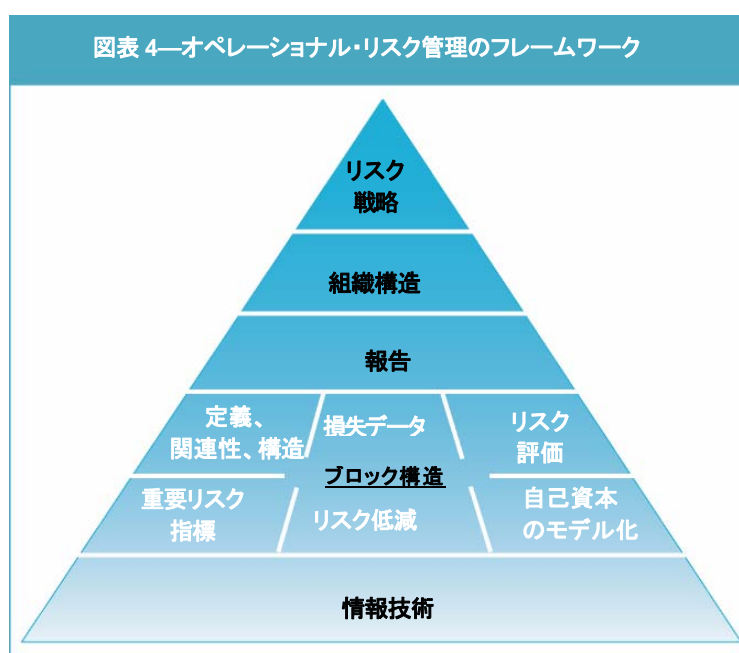 図表 4―オペレーショナル・リスク管理のフレームワーク
リスク
戦略
組織構造
報告
定義、
関連性、構造
損失データ
リスク
評価
ブロック構造
重要リスク
指標
リスク低減
自己資本
のモデル化
情報技術